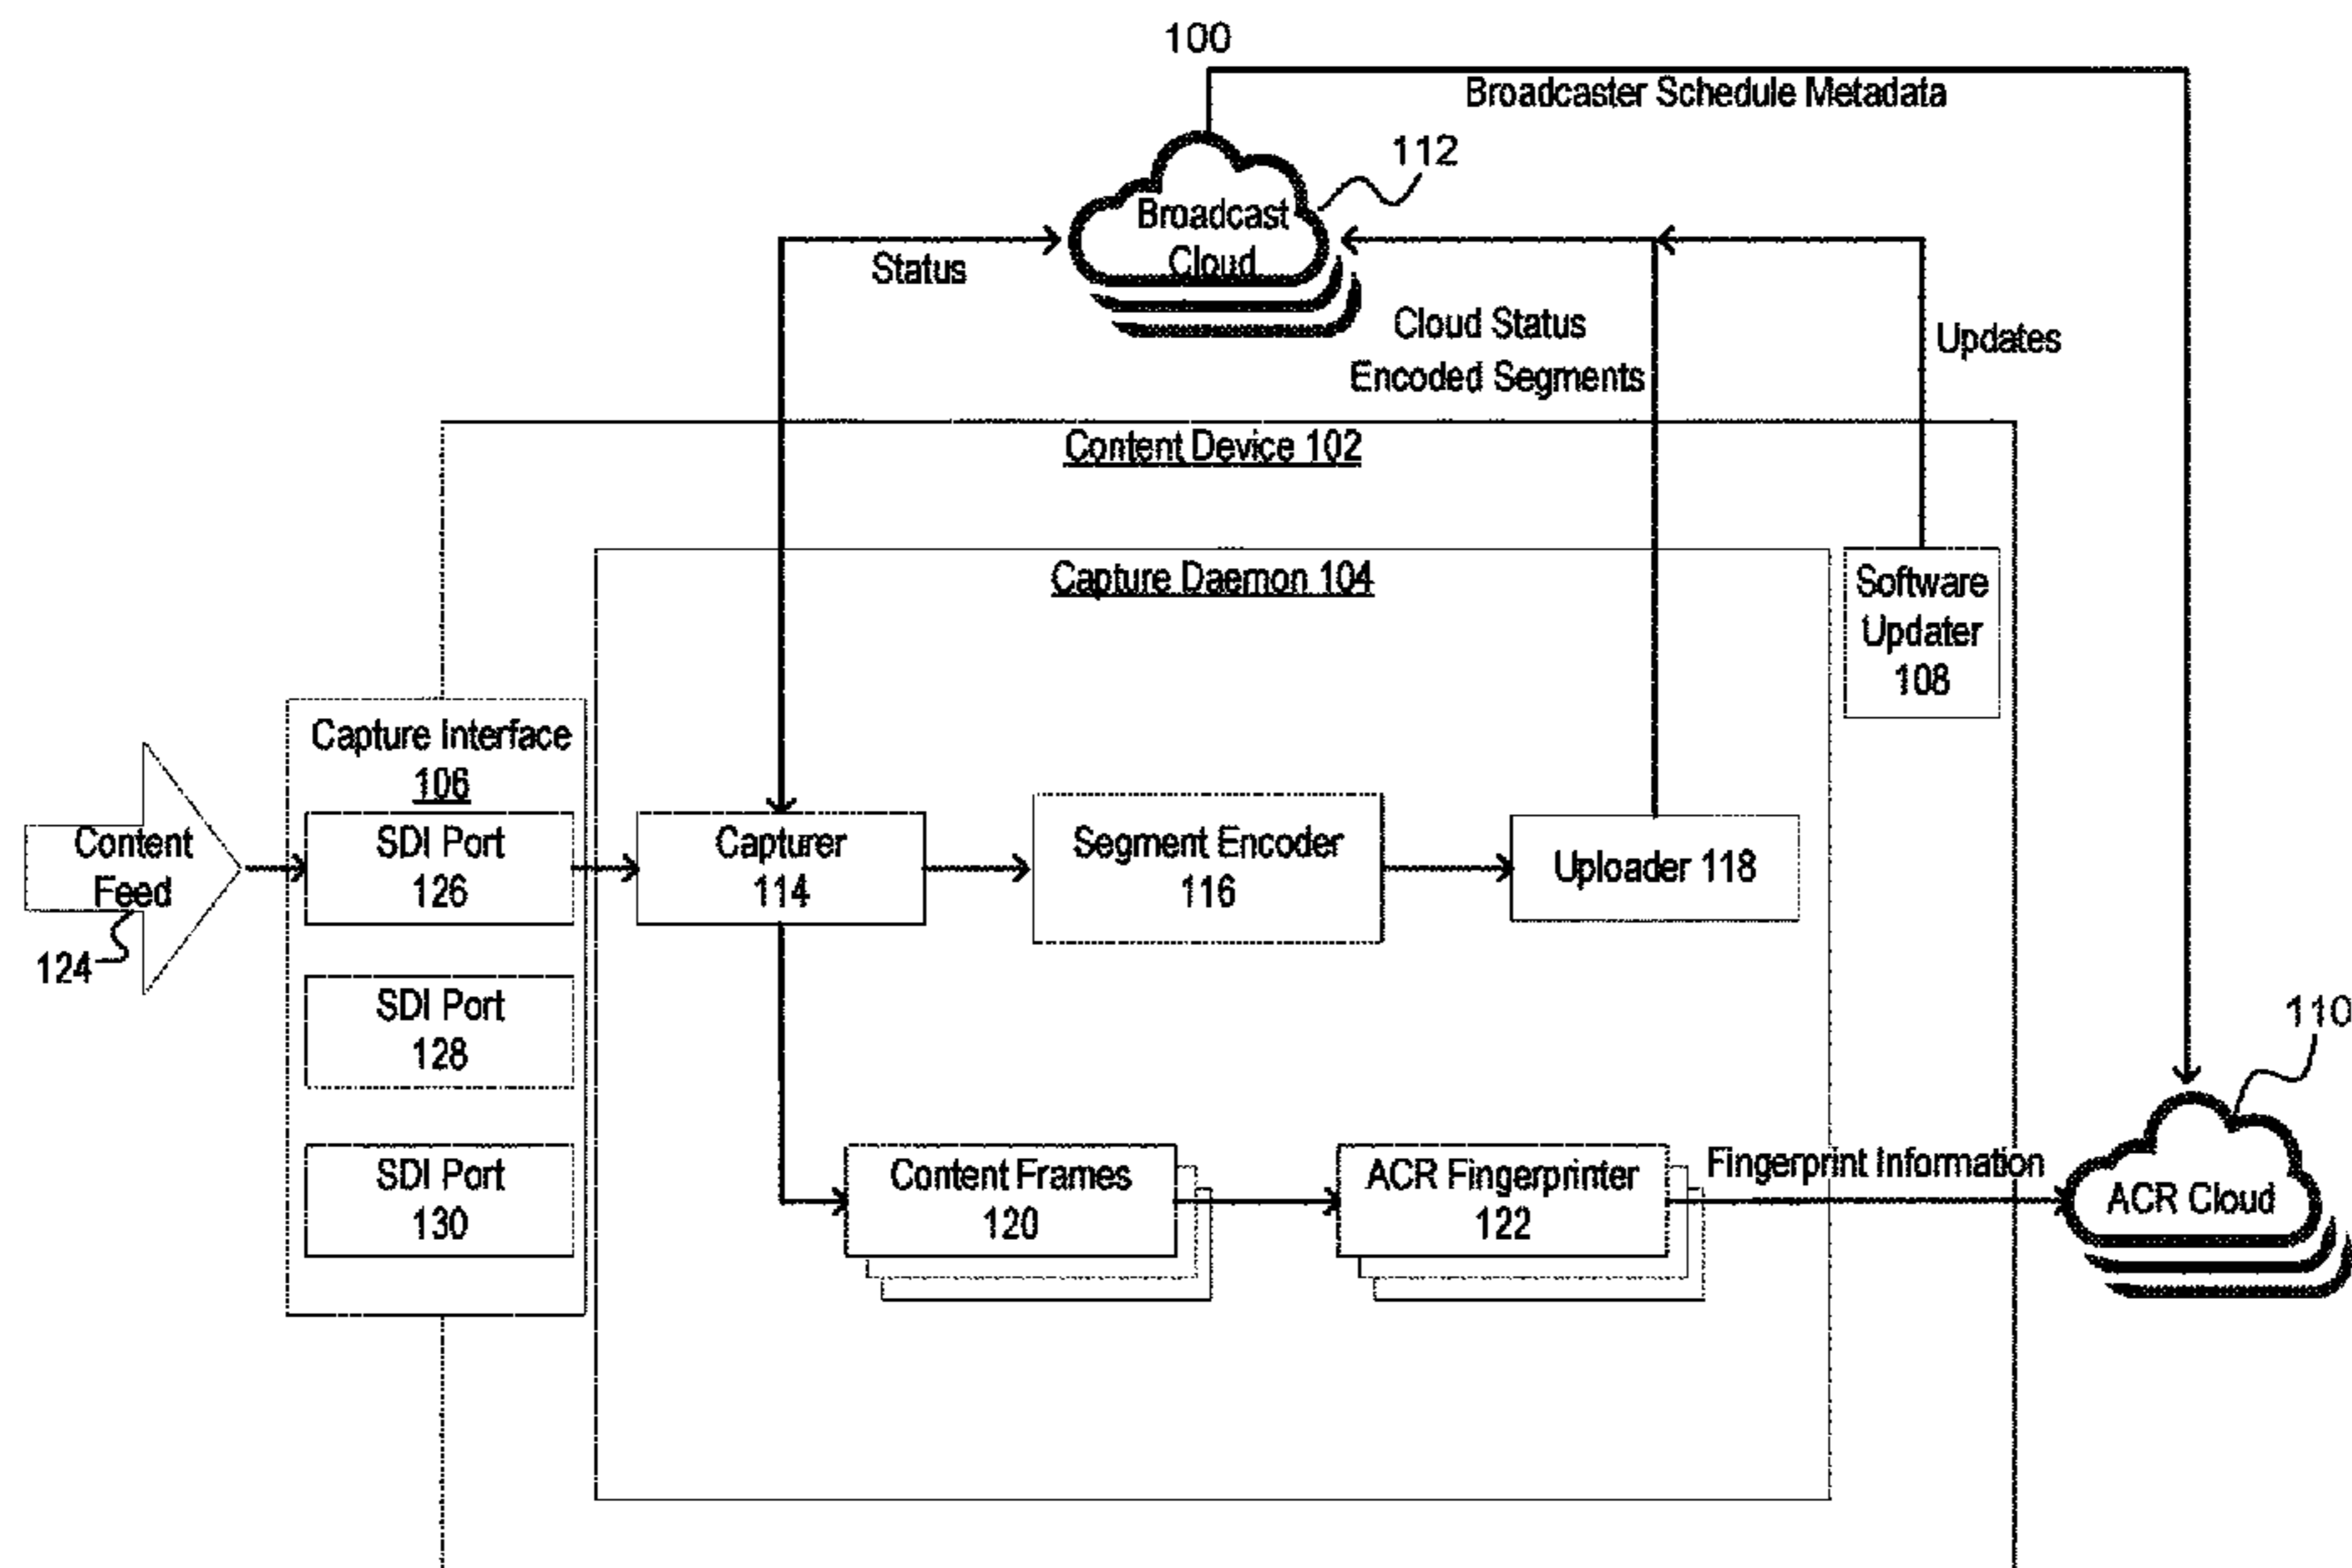 100
Broadcaster Schedule Metadata
112
Broadcast
Cloud
Status
Cloud Status
Encoded Segments
Updates
Content Device 102
Capture Daemon 104
Software
Updater
108
Capture Interface
106
Content
Feed
124
SDI Port
126
Capturer
114
Segment Encoder
116
Uploader 118
SDI Port
128
110
SDI Port
130
Content Frames
120
ACR Fingerprinter
122
Fingerprint Information
ACR Cloud